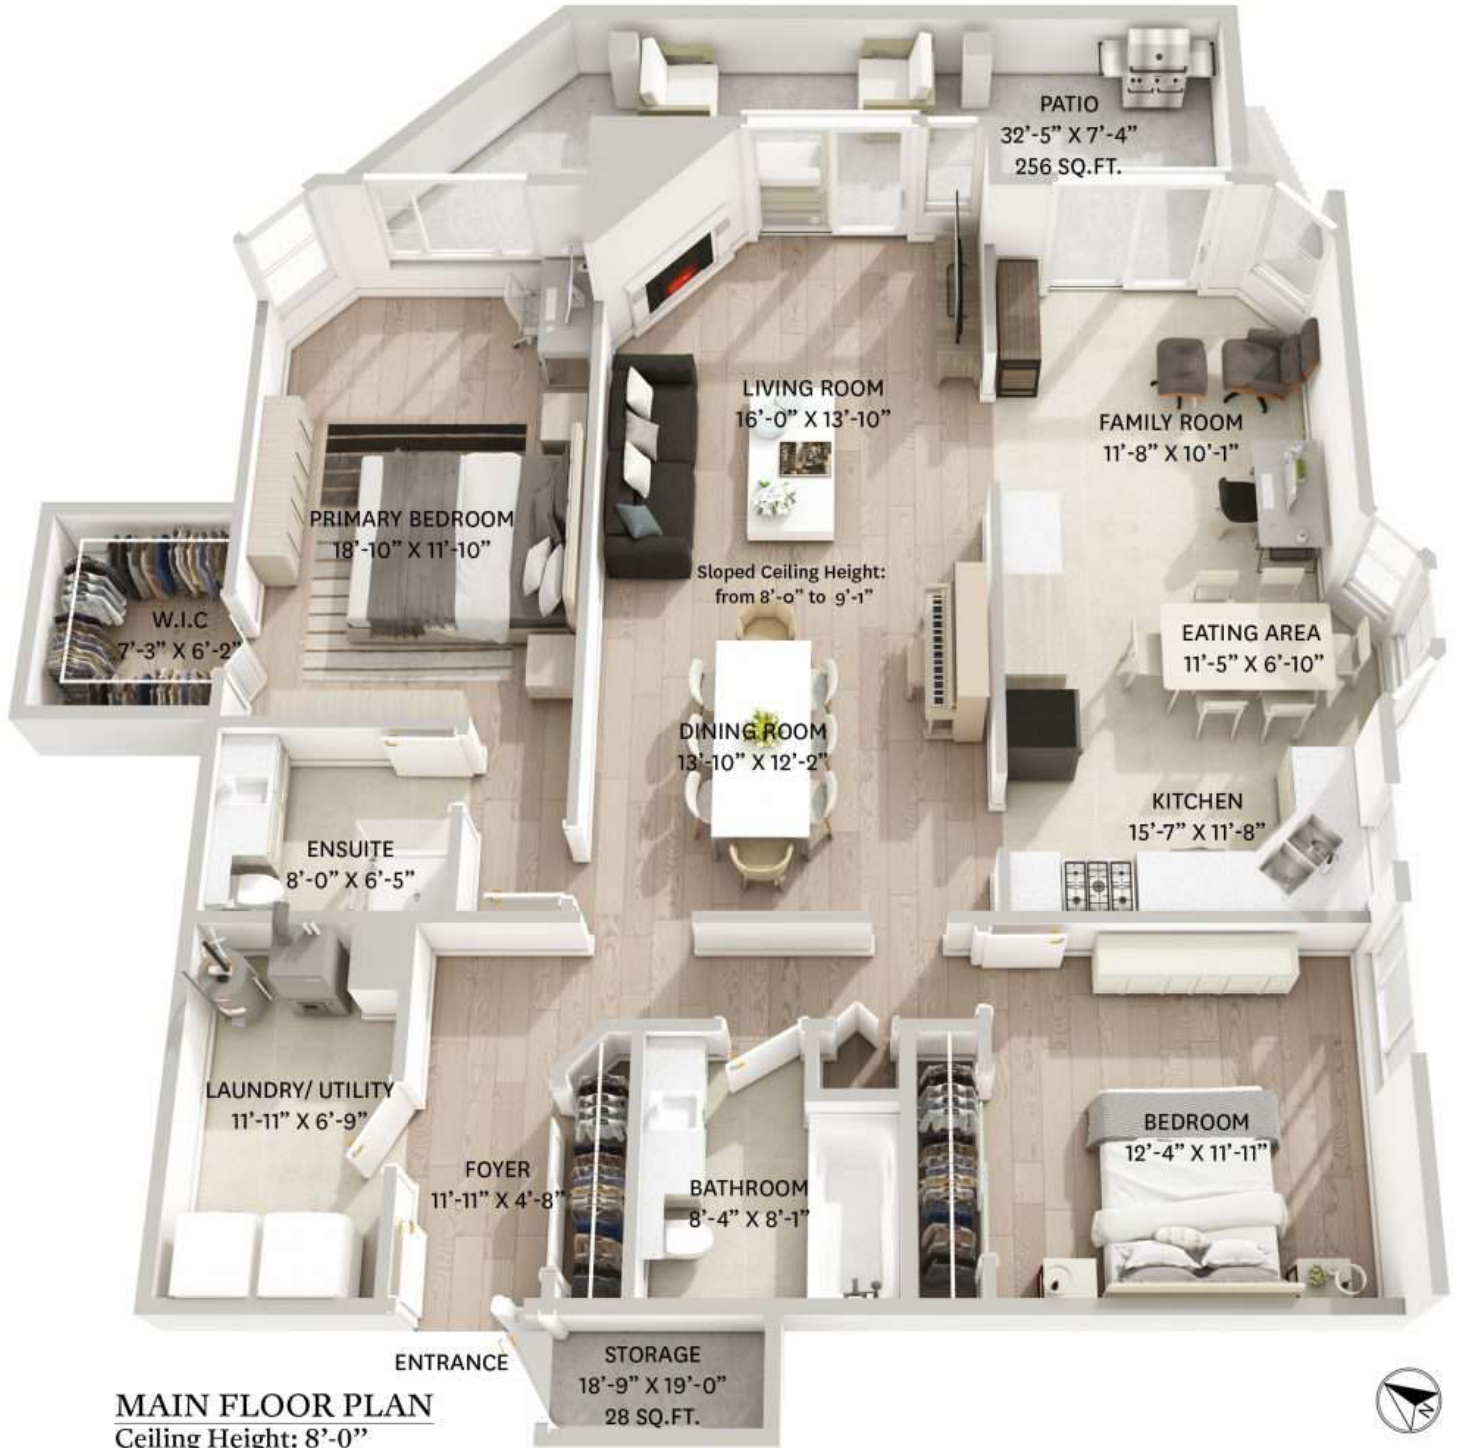 PATIO
32'-5" X 7'-4"
256 SQ.FT.
LIVING ROOM
16'-0" X 13'-10"
FAMILY ROOM
11'-8" X 10'-1"
PRIMARY BEDROOM
18'-10" X 11'-10"
Sloped Ceiling Height:
from 8'-0" to 9'-1"
W.I.C
7'-3" X 6'-2"
EATING AREA
11'-5" X 6'-10"
DINING ROOM
13'-10" X 12'-2"
KITCHEN
15'-7" X 11'-8"
ENSUITE
8'-0" X 6'-5"
LAUNDRY/ UTILITY
11'-11" X 6'-9"
FOYER
11'-11" X 4'-8"
BATHROOM
8'-4" X 8'-1"
BEDROOM
12'-4" X 11'-11"
ENTRANCE
STORAGE
18'-9" X 19'-0"
28 SQ.FT.
MAIN FLOOR PLAN
Ceiling Height: 8'-0"
N